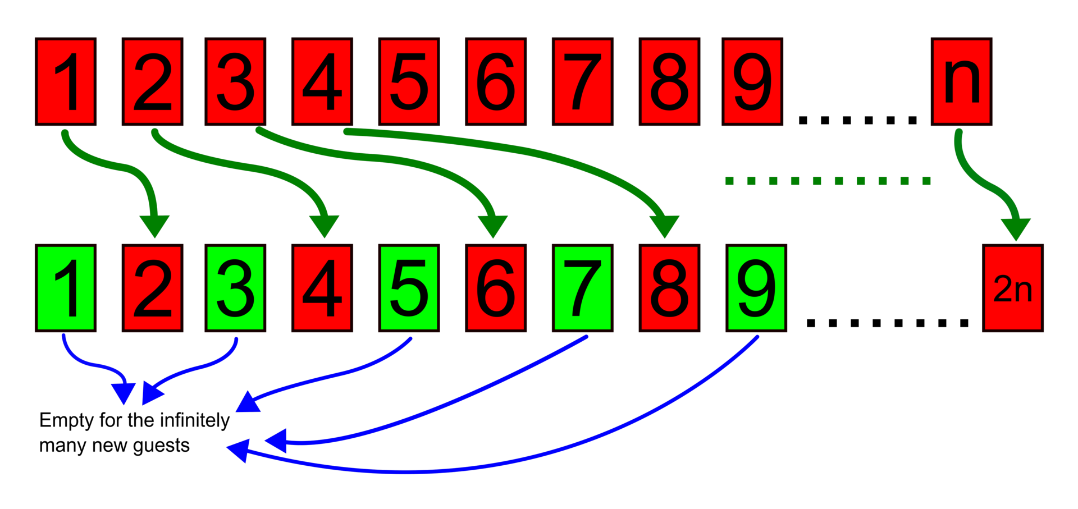 1 2 3 4 5 6 7 8 9 n
1 2 3 4 5 6 7 8 9 2n
Empty for the infinitely
many new guests